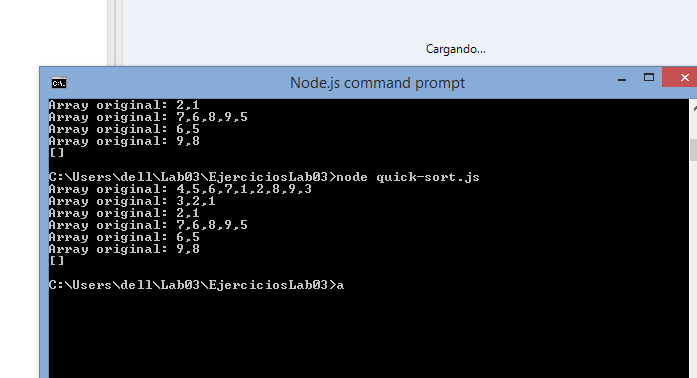 Cargando...
Node.js command prompt
Array original: 2,1
Array original: 7,6,8,9,5
Array original: 6,5
Array original: 9,8
[]
C:\Users\dell\Lab03\EjerciciosLab03>node quick-sort.js
Array original: 4,5,6,7,1,2,8,9,3
Array original: 3,2,1
Array original: 2,1
Array original: 7,6,8,9,5
Array original: 6,5
Array original: 9,8
[]
C:\Users\dell\Lab03\EjerciciosLab03>a